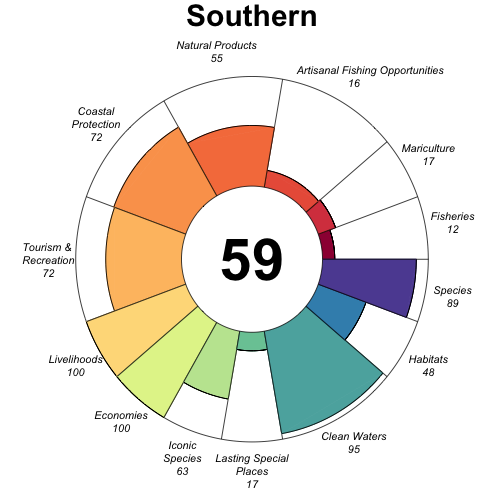 Southern
Natural Products
55
Artisanal Fishing Opportunities
16
Coastal
Protection
72
Mariculture
17
Fisheries
12
Tourism &
Recreation
72
59
Species
89
Livelihoods
100
Habitats
48
Economies
100
Iconic
Species
63
Lasting Special
Places
17
Clean Waters
95